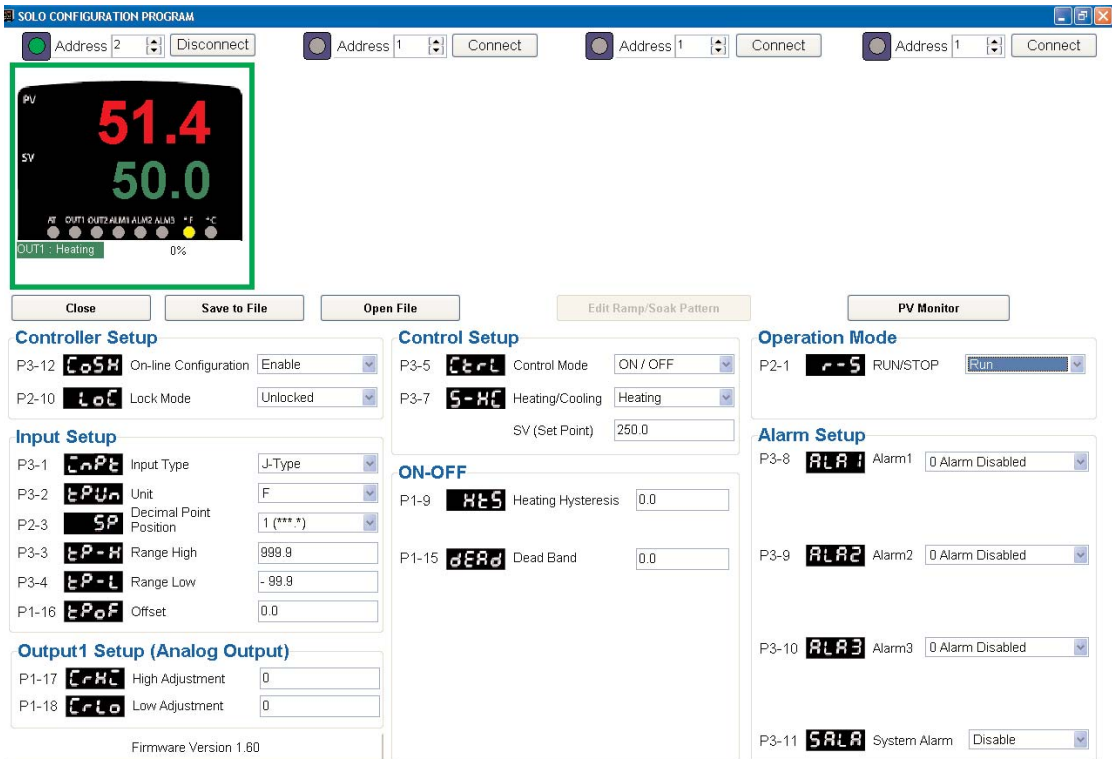 SOLO CONFIGURATION PROGRAM
Address 2 Disconnect Address 1 Connect Address 1 Connect Address 1 Connect
PV
51.4
SV
50.0
AT OUT1 OUT2 ALM1 ALM2 ALM3 °F °C
OUT1 : Heating 0%
Close Save to File Open File Edit Ramp/Soak Pattern PV Monitor
Controller Setup
P3-12 CoSH On-line Configuration Enable
P2-10 LoC Lock Mode Unlocked
Input Setup
P3-1 InPt Input Type J-Type
P3-2 tPUn Unit F
P2-3 SP Decimal Point Position 1 (***.*)
P3-3 tP-H Range High 999.9
P3-4 tP-L Range Low - 99.9
P1-16 tPoF Offset 0.0
Output1 Setup (Analog Output)
P1-17 CrHI High Adjustment 0
P1-18 CrLo Low Adjustment 0
Firmware Version 1.60
Control Setup
P3-5 CtrL Control Mode ON / OFF
P3-7 S-HC Heating/Cooling Heating
SV (Set Point) 250.0
ON-OFF
P1-9 HtS Heating Hysteresis 0.0
P1-15 dEAd Dead Band 0.0
Operation Mode
P2-1 r-S RUN/STOP Run
Alarm Setup
P3-8 ALA1 Alarm1 0 Alarm Disabled
P3-9 ALA2 Alarm2 0 Alarm Disabled
P3-10 ALA3 Alarm3 0 Alarm Disabled
P3-11 SALA System Alarm Disable